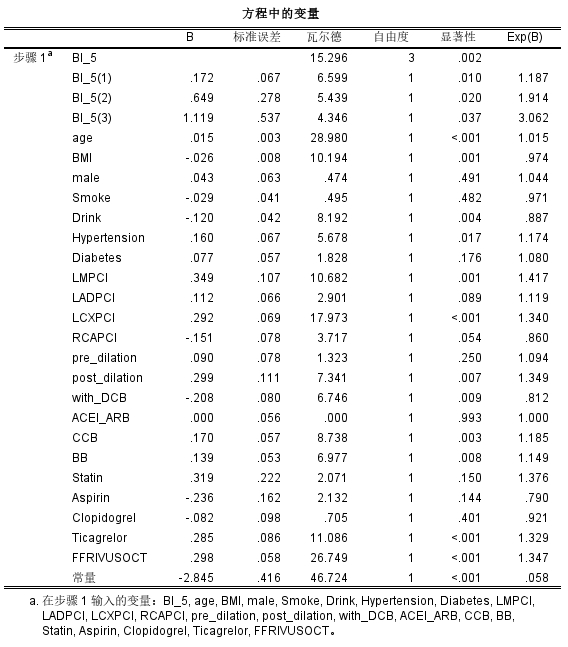 方程中的变量
B 标准误差 瓦尔德 自由度 显著性 Exp(B)
步骤 1a BI_5 15.296 3 .002
BI_5(1) .172 .067 6.599 1 .010 1.187
BI_5(2) .649 .278 5.439 1 .020 1.914
BI_5(3) 1.119 .537 4.346 1 .037 3.062
age .015 .003 28.980 1 <.001 1.015
BMI -.026 .008 10.194 1 .001 .974
male .043 .063 .474 1 .491 1.044
Smoke -.029 .041 .495 1 .482 .971
Drink -.120 .042 8.192 1 .004 .887
Hypertension .160 .067 5.678 1 .017 1.174
Diabetes .077 .057 1.828 1 .176 1.080
LMPCI .349 .107 10.682 1 .001 1.417
LADPCI .112 .066 2.901 1 .089 1.119
LCXPCI .292 .069 17.973 1 <.001 1.340
RCAPCI -.151 .078 3.717 1 .054 .860
pre_dilation .090 .078 1.323 1 .250 1.094
post_dilation .299 .111 7.341 1 .007 1.349
with_DCB -.208 .080 6.746 1 .009 .812
ACEI_ARB .000 .056 .000 1 .993 1.000
CCB .170 .057 8.738 1 .003 1.185
BB .139 .053 6.977 1 .008 1.149
Statin .319 .222 2.071 1 .150 1.376
Aspirin -.236 .162 2.132 1 .144 .790
Clopidogrel -.082 .098 .705 1 .401 .921
Ticagrelor .285 .086 11.086 1 <.001 1.329
FFRIVUSOCT .298 .058 26.749 1 <.001 1.347
常量 -2.845 .416 46.724 1 <.001 .058
a. 在步骤 1 输入的变量：BI_5, age, BMI, male, Smoke, Drink, Hypertension, Diabetes, LMPCI,
LADPCI, LCXPCI, RCAPCI, pre_dilation, post_dilation, with_DCB, ACEI_ARB, CCB, BB,
Statin, Aspirin, Clopidogrel, Ticagrelor, FFRIVUSOCT。